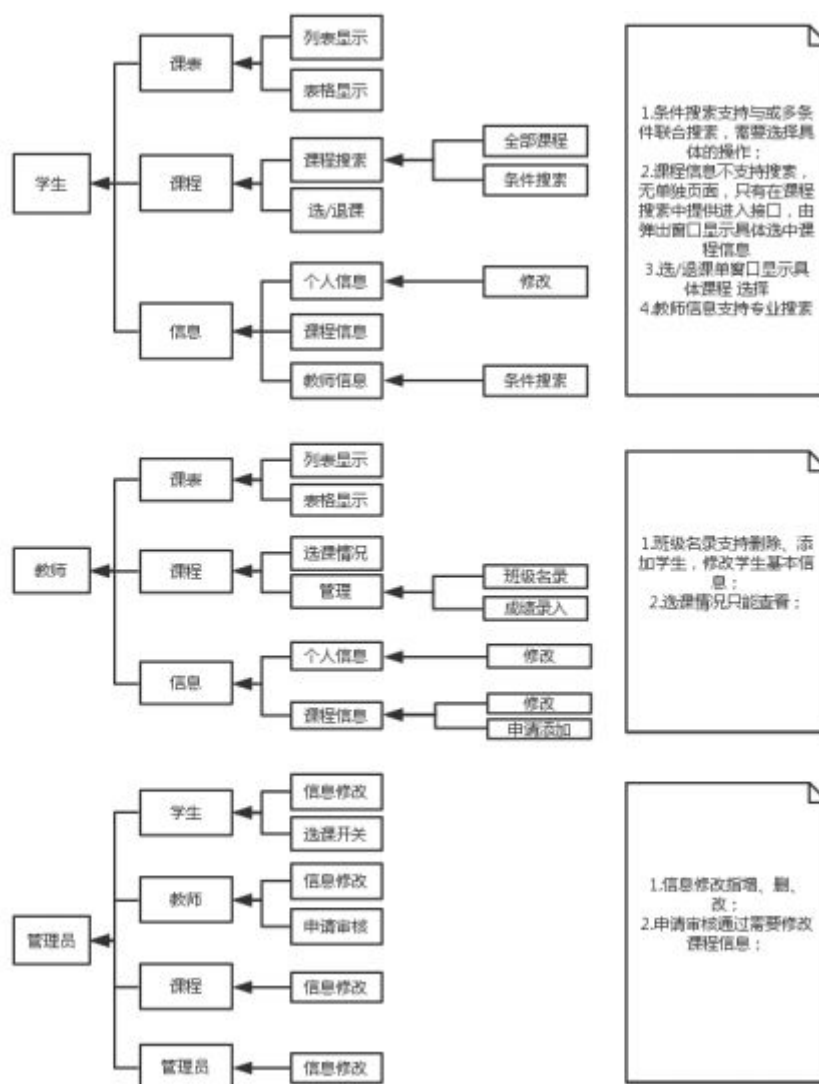 列表显示
课表
表格显示
学生
课程
课程搜素
全部课程
条件搜素
选/退课
信息
个人信息
修改
课程信息
教师信息
条件搜素
1.条件搜素支持与或多条
件联合搜素，需要选择具
体的操作；
2.课程信息不支持搜素，
无单独页面，只有在课程
搜素中提供进入接口，由
弹出窗口显示具体选中课
程信息
3.选/退课单窗口显示具
体课程 选择
4.教师信息支持专业搜素
列表显示
课表
表格显示
教师
课程
选课情况
管理
班级名录
成绩录入
信息
个人信息
修改
课程信息
修改
申请添加
1.班级名录支持删除、添
加学生，修改学生基本信
息；
2.选课情况只能查看；
信息修改
学生
选课开关
管理员
教师
信息修改
申请审核
课程
信息修改
管理员
信息修改
1.信息修改指增、删、
改；
2.申请审核通过需要修改
课程信息；